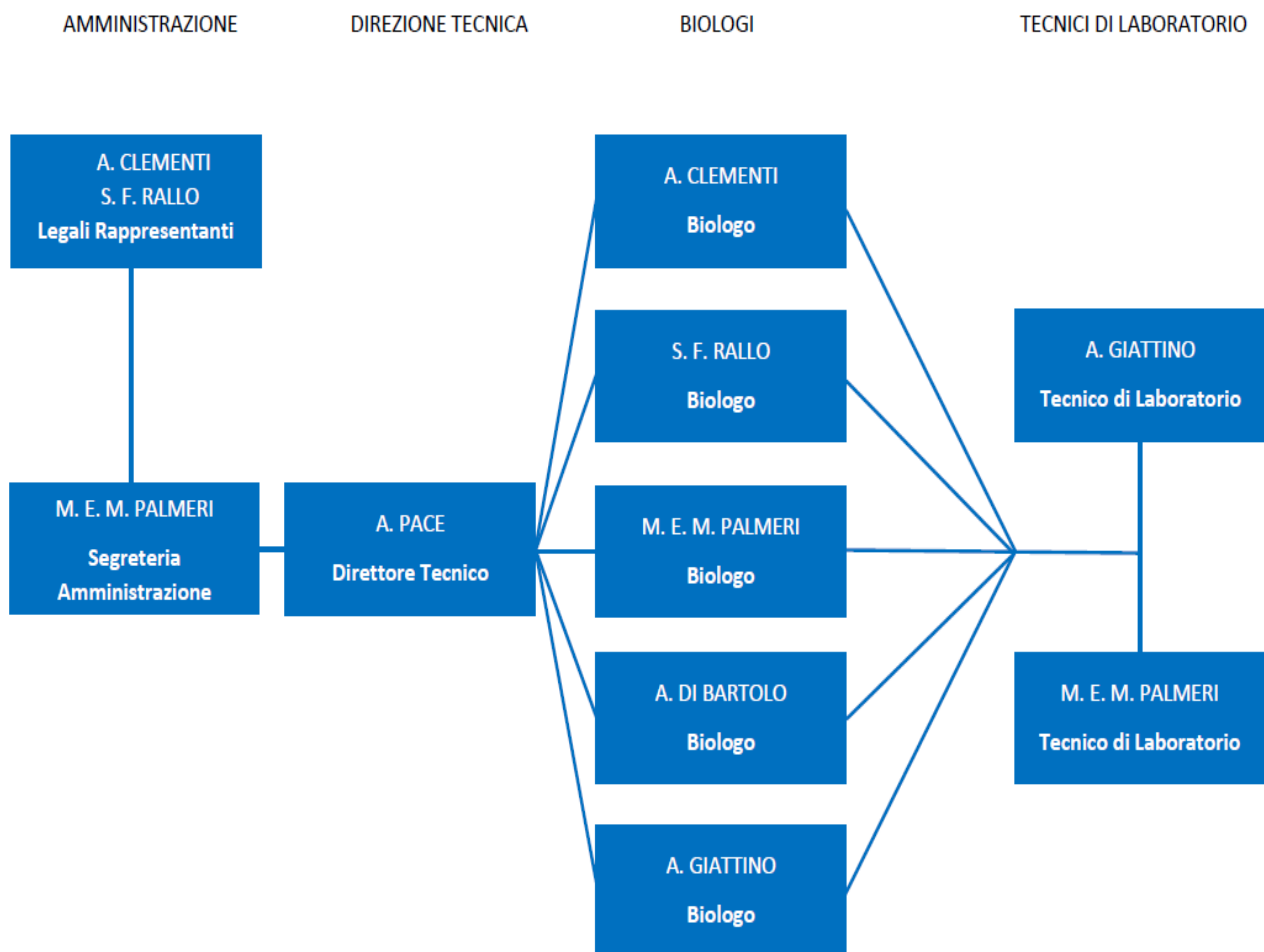 AMMINISTRAZIONE
DIREZIONE TECNICA
BIOLOGI
TECNICI DI LABORATORIO
A. CLEMENTI
S. F. RALLO
Legali Rappresentanti
M. E. M. PALMERI
Segreteria
Amministrazione
A. PACE
Direttore Tecnico
A. CLEMENTI
Biologo
S. F. RALLO
Biologo
M. E. M. PALMERI
Biologo
A. DI BARTOLO
Biologo
A. GIATTINO
Biologo
A. GIATTINO
Tecnico di Laboratorio
M. E. M. PALMERI
Tecnico di Laboratorio